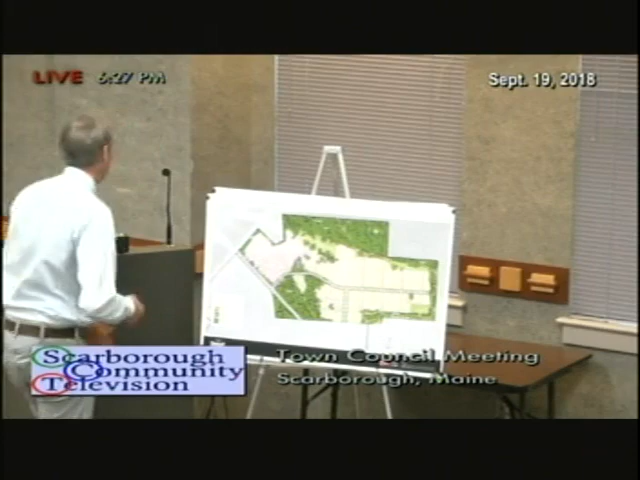 LIVE 6:27 PM
Sept. 19, 2018
Scarborough
Community
Television
Town Council Meeting
Scarborough, Maine